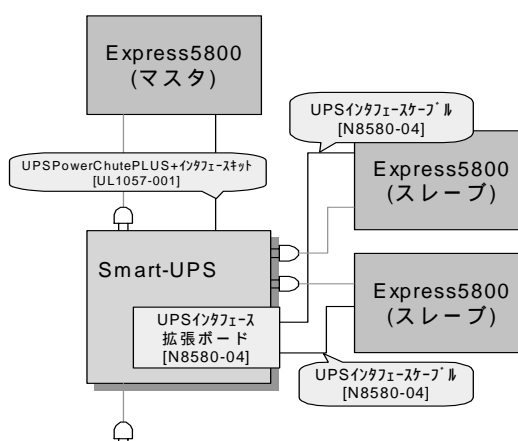 Express5800
(マスタ)
UPSインタフェースケーブル
[N8580-04]
UPSPowerChutePLUS+インタフェースキット
[UL1057-001]
Express5800
(スレーブ)
Smart-UPS
UPSインタフェース
拡張ボード
[N8580-04]
Express5800
(スレーブ)
UPSインタフェースケーブル
[N8580-04]